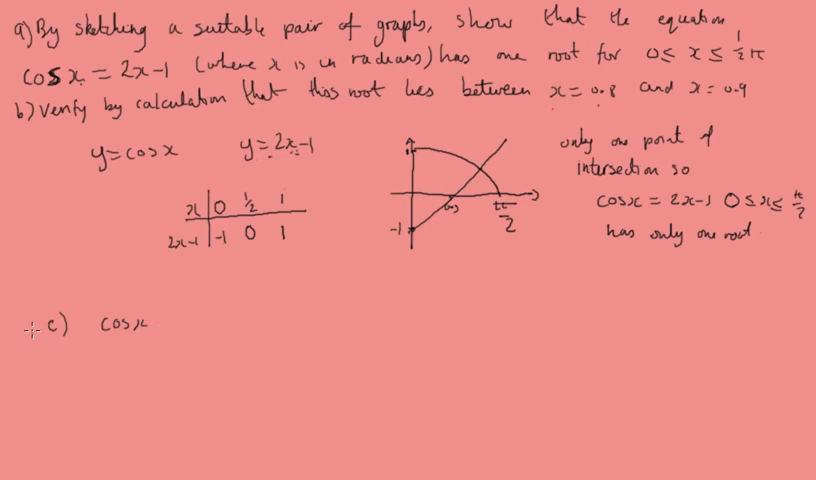 a) By sketching a suitable pair of graphs, show that the equation
cos x = 2x-1 (where x is in radians) has one root for 0 ≤ x ≤ ½π
b) Verify by calculation that this root lies between x = 0.8 and x = 0.9
y = cos x y = 2x-1
x 0 ½ 1
2x-1 -1 0 1
1
-1
0.5
π/2
only one point of
intersection so
cos x = 2x-1 0 ≤ x ≤ π/2
has only one root
c) cos x